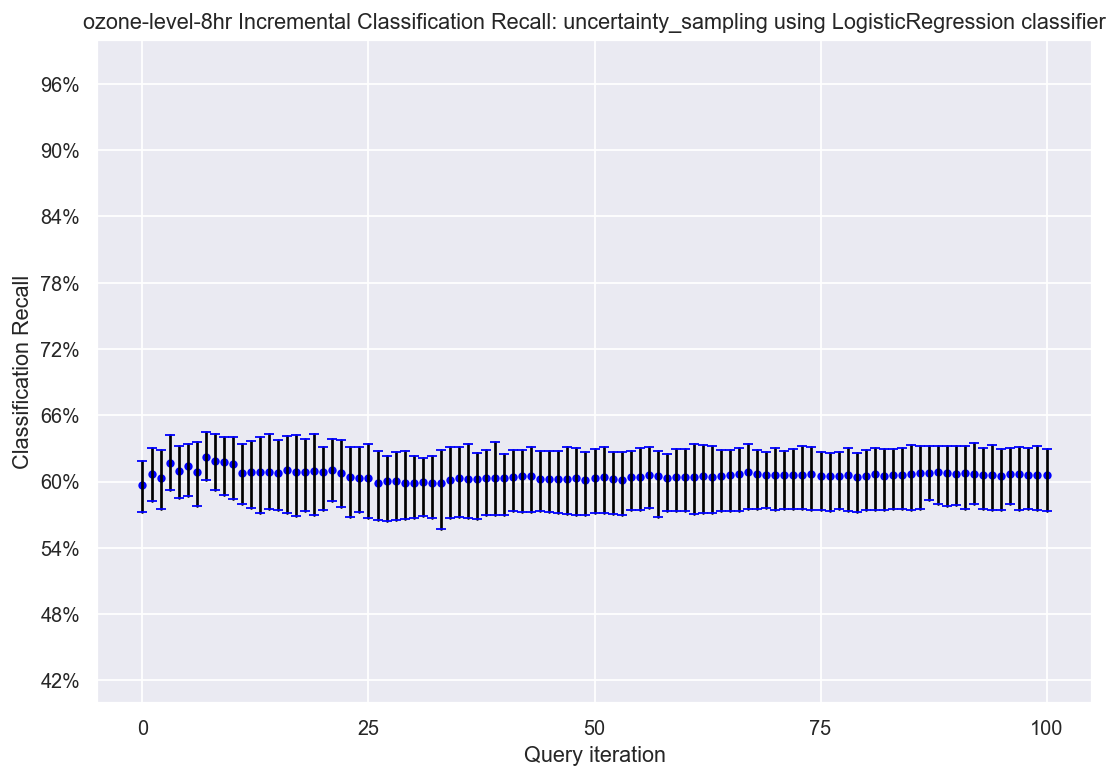 ozone-level-8hr Incremental Classification Recall: uncertainty_sampling using LogisticRegression classifier
96%
90%
84%
78%
72%
66%
60%
54%
48%
42%
Classification Recall
0 25 50 75 100
Query iteration